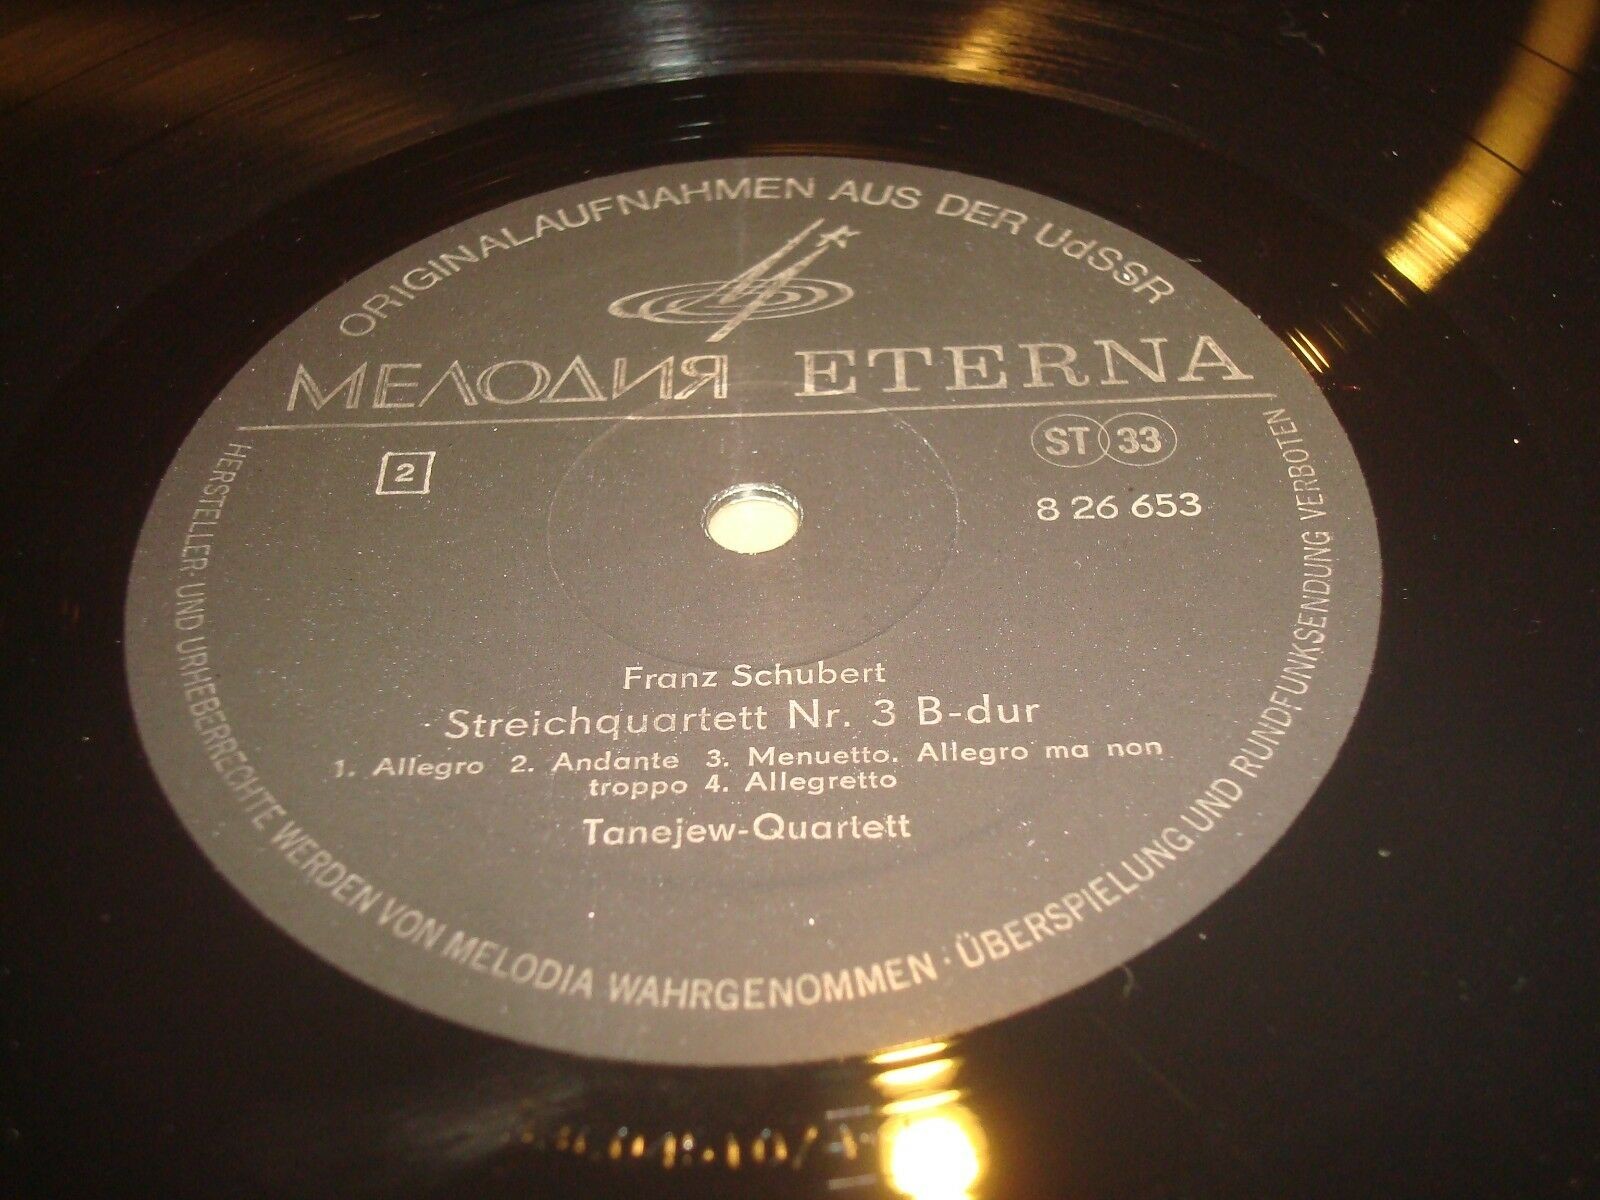 ORIGINALAUFNAHMEN AUS DER UdSSR
МЕЛОДИЯ ETERNA
2
ST 33
8 26 653
Franz Schubert
Streichquartett Nr. 3 B-dur
1. Allegro 2. Andante 3. Menuetto. Allegro ma non
troppo 4. Allegretto
Tanejew-Quartett
HERSTELLER- UND URHEBERRECHTE WERDEN VON MELODIA WAHRGENOMMEN · ÜBERSPIELUNG UND RUNDFUNKSENDUNG VERBOTEN